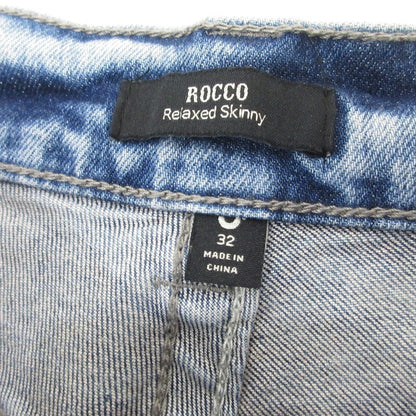 ROCCO
Relaxed Skinny
32
MADE IN
CHINA